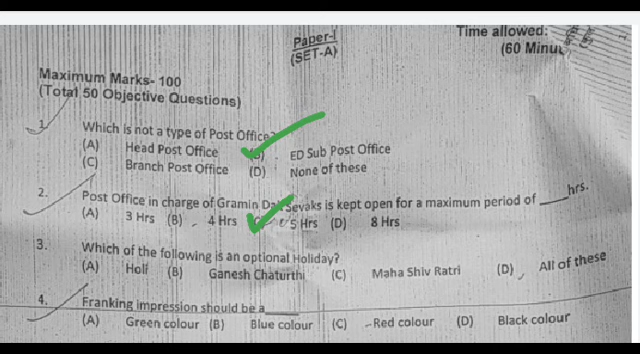 Paper-I
(SET-A)
Time allowed:
(60 Minu
Maximum Marks- 100
(Total 50 Objective Questions)
1. Which is not a type of Post Office?
(A) Head Post Office (B) ED Sub Post Office
(C) Branch Post Office (D) None of these
2. Post Office in charge of Gramin Dak Sevaks is kept open for a maximum period of ____ hrs.
(A) 3 Hrs (B) 4 Hrs (C) 5 Hrs (D) 8 Hrs
3. Which of the following is an optional Holiday?
(A) Holi (B) Ganesh Chaturthi (C) Maha Shiv Ratri (D) All of these
4. Franking impression should be a____
(A) Green colour (B) Blue colour (C) Red colour (D) Black colour